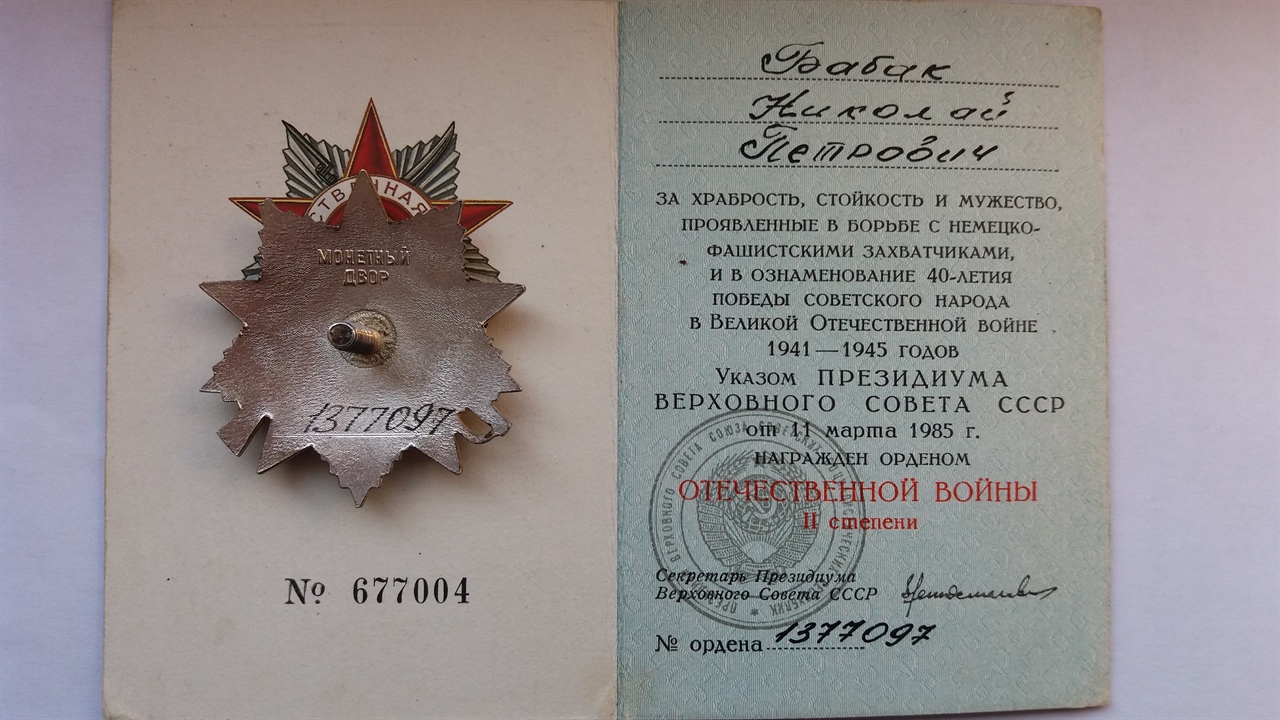 СТВЕННАЯ
МОНЕТНЫЙ
ДВОР
1377097
№ 677004
Бабак
Николай
Петрович
ЗА ХРАБРОСТЬ, СТОЙКОСТЬ И МУЖЕСТВО,
ПРОЯВЛЕННЫЕ В БОРЬБЕ С НЕМЕЦКО-
ФАШИСТСКИМИ ЗАХВАТЧИКАМИ,
И В ОЗНАМЕНОВАНИЕ 40-ЛЕТИЯ
ПОБЕДЫ СОВЕТСКОГО НАРОДА
В ВЕЛИКОЙ ОТЕЧЕСТВЕННОЙ ВОЙНЕ
1941—1945 ГОДОВ
УКАЗОМ ПРЕЗИДИУМА
ВЕРХОВНОГО СОВЕТА СССР
от 11 марта 1985 г.
НАГРАЖДЕН ОРДЕНОМ
ОТЕЧЕСТВЕННОЙ ВОЙНЫ
II степени
Секретарь Президиума
Верховного Совета СССР
№ ордена 1377097